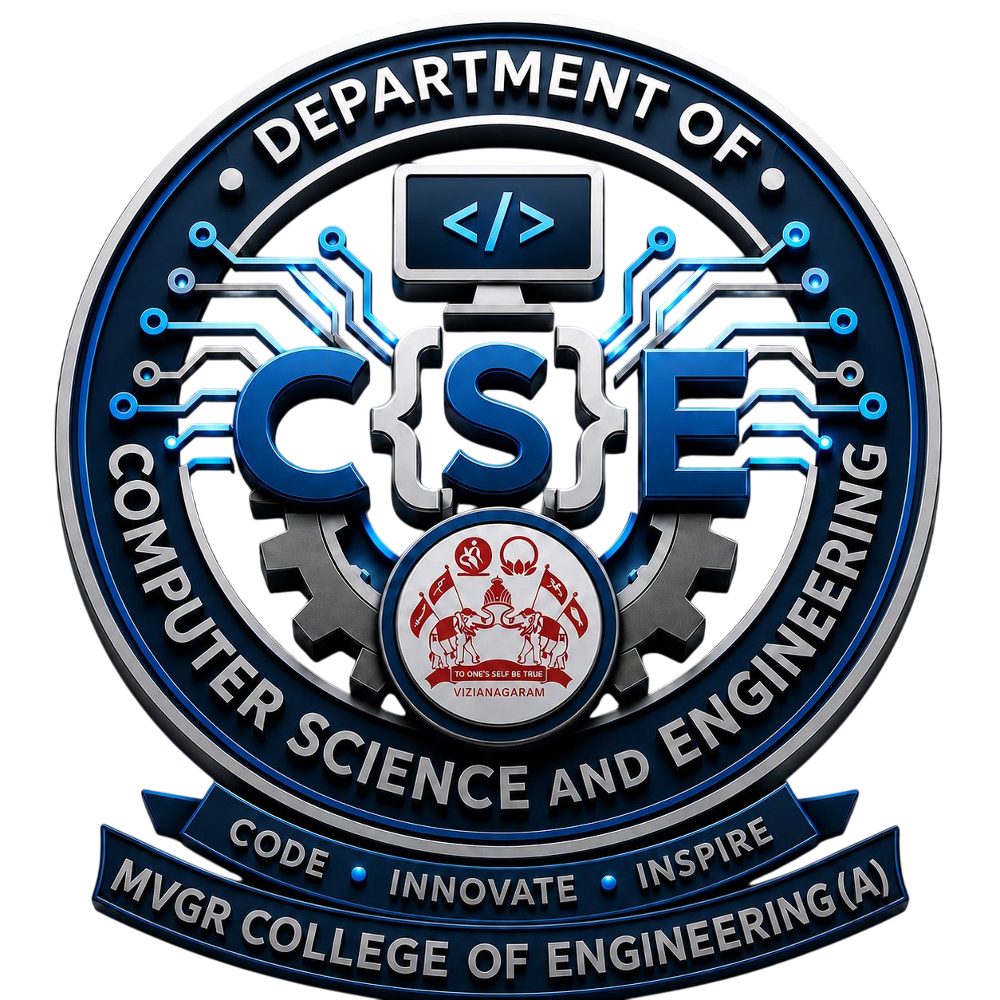 DEPARTMENT OF
</>
C{S}E
COMPUTER SCIENCE AND ENGINEERING
TO ONE'S SELF BE TRUE
VIZIANAGARAM
CODE • INNOVATE • INSPIRE
MVGR COLLEGE OF ENGINEERING(A)